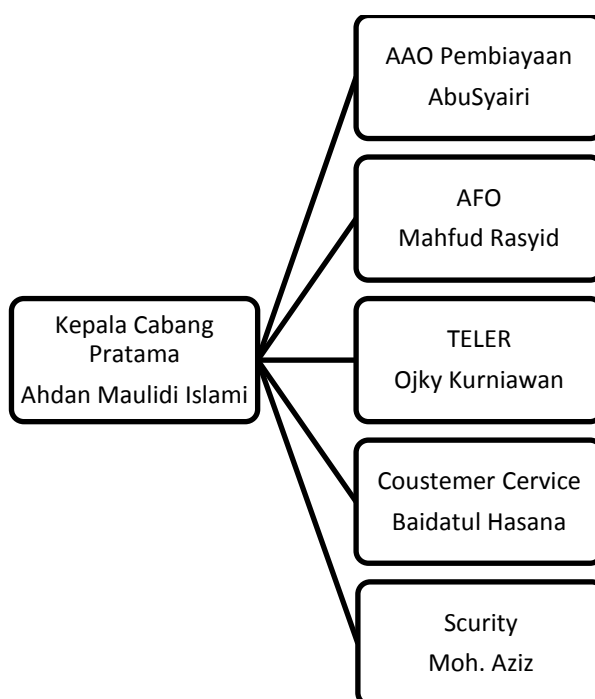 AAO Pembiayaan
AbuSyairi
AFO
Mahfud Rasyid
Kepala Cabang
Pratama
Ahdan Maulidi Islami
TELER
Ojky Kurniawan
Coustemer Cervice
Baidatul Hasana
Scurity
Moh. Aziz